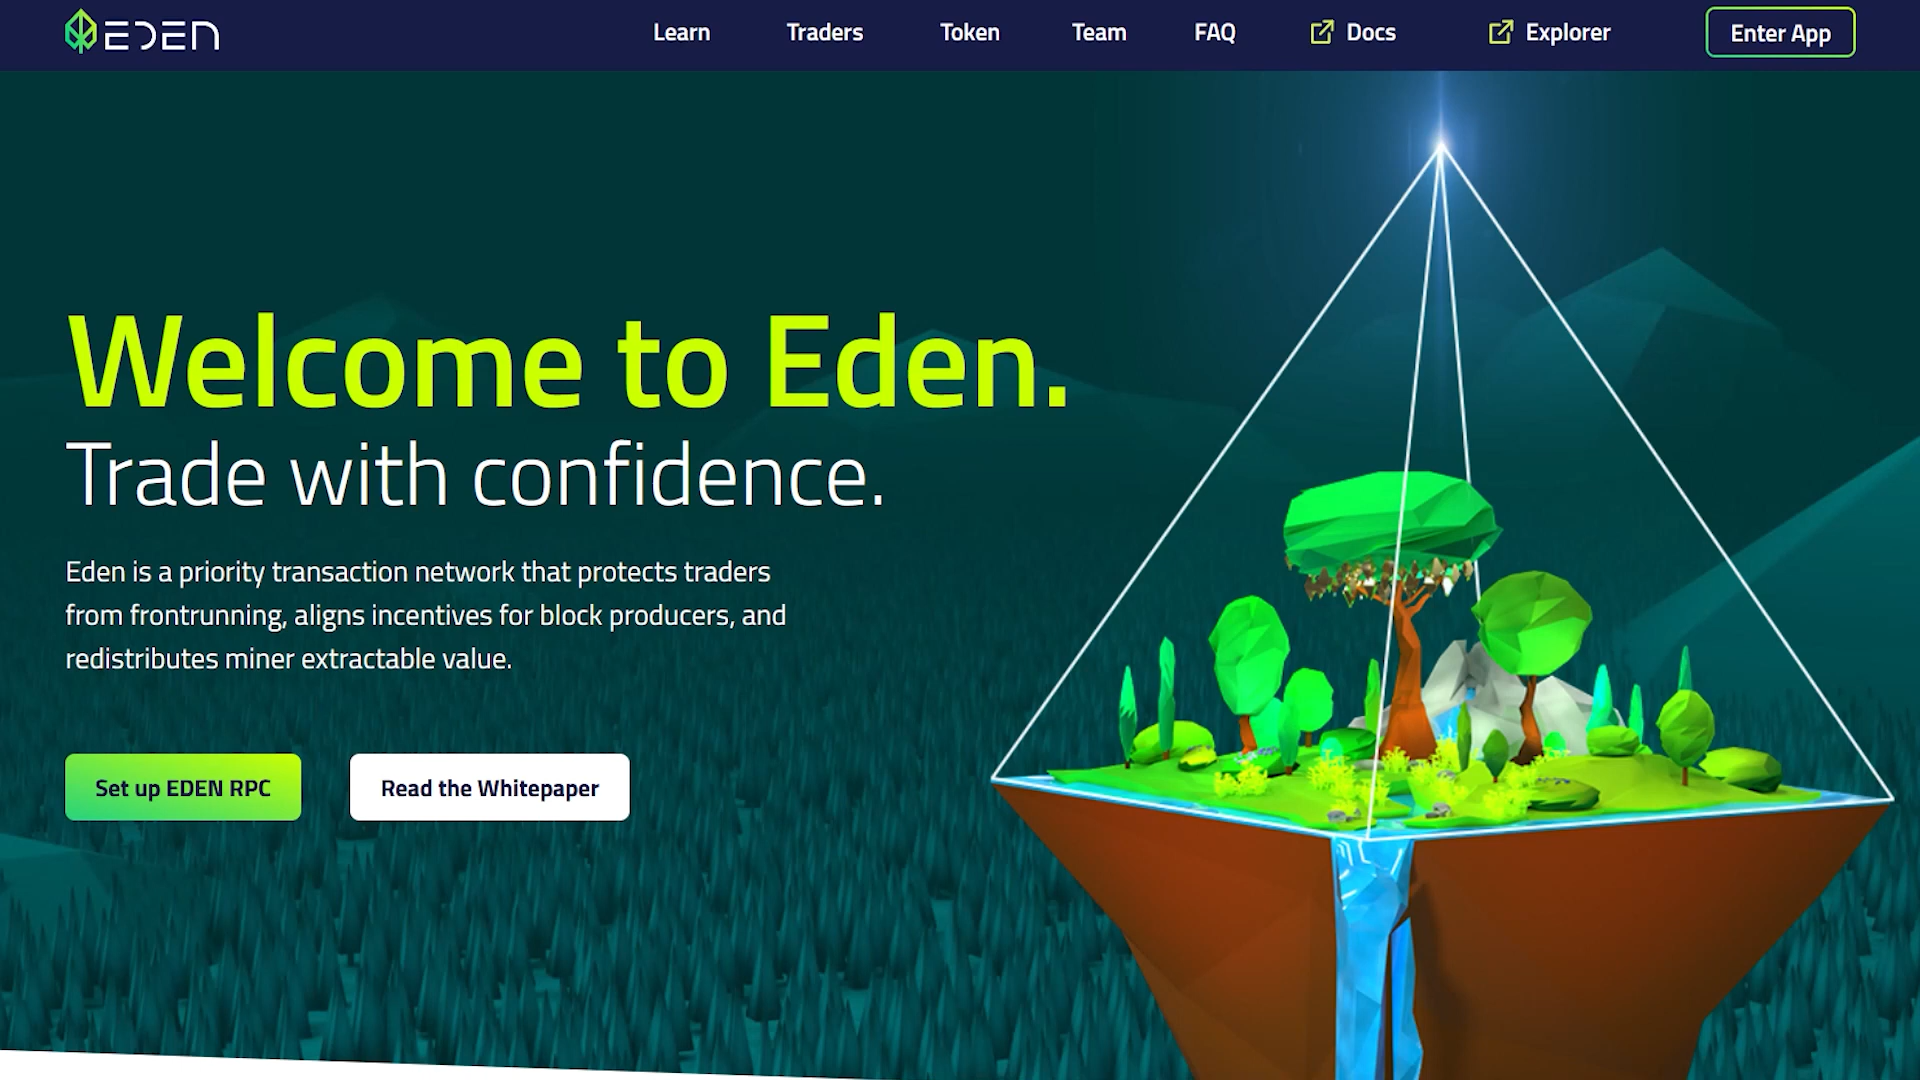 EDEN
Learn
Traders
Token
Team
FAQ
Docs
Explorer
Enter App
Welcome to Eden.
Trade with confidence.
Eden is a priority transaction network that protects traders
from frontrunning, aligns incentives for block producers, and
redistributes miner extractable value.
Set up EDEN RPC
Read the Whitepaper